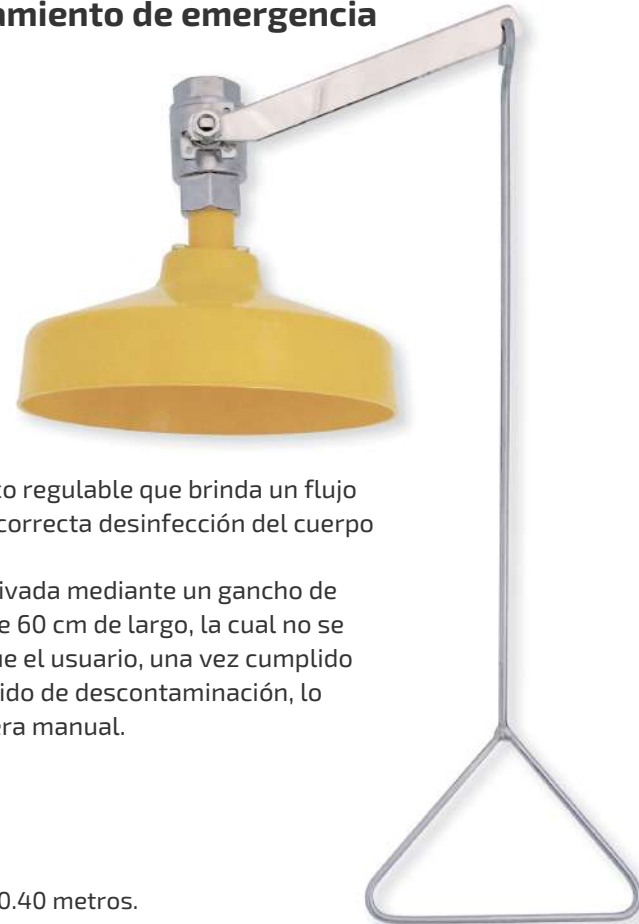 amiento de emergencia
o regulable que brinda un flujo
correcta desinfección del cuerpo
ivada mediante un gancho de
e 60 cm de largo, la cual no se
ue el usuario, una vez cumplido
ido de descontaminación, lo
era manual.
0.40 metros.